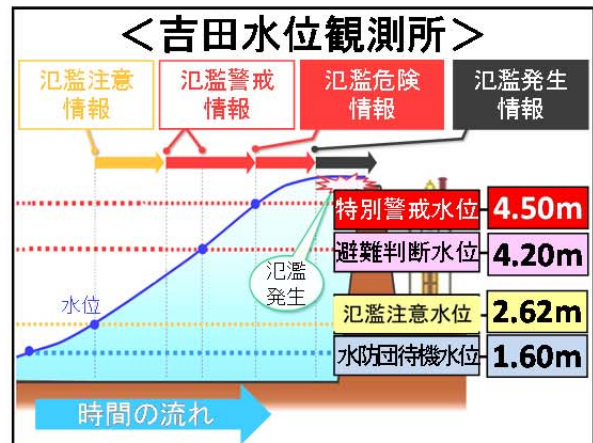 ＜吉田水位観測所＞
氾濫注意
情報
氾濫警戒
情報
氾濫危険
情報
氾濫発生
情報
特別警戒水位
4.50m
避難判断水位
4.20m
氾濫
発生
水位
氾濫注意水位
2.62m
水防団待機水位
1.60m
時間の流れ